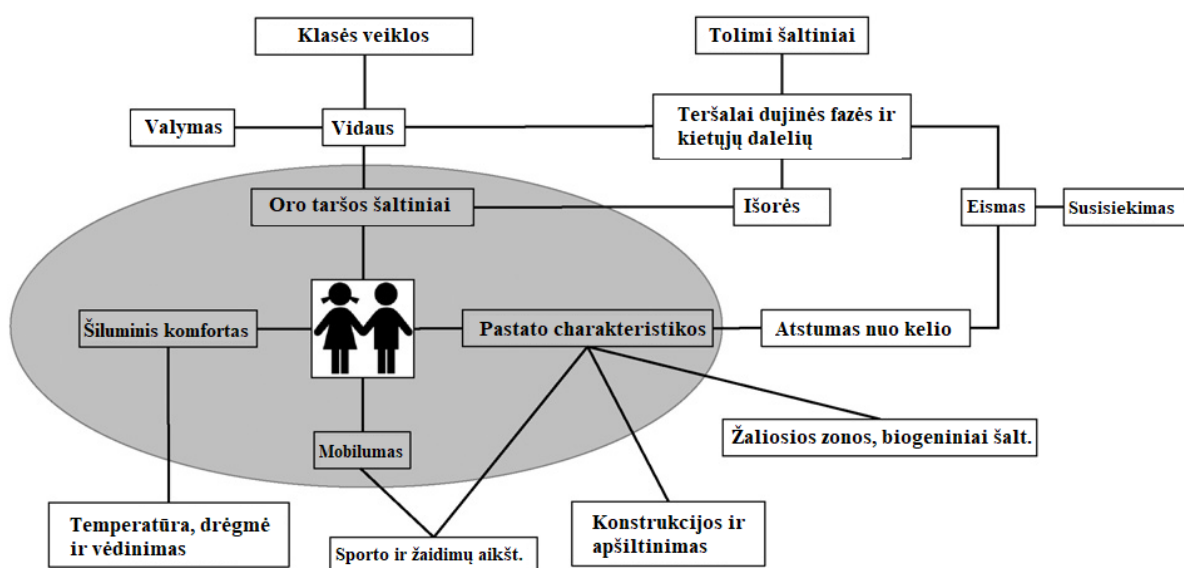 Klasės veiklos
Tolimi šaltiniai
Valymas
Vidaus
Teršalai dujinės fazės ir
kietųjų dalelių
Oro taršos šaltiniai
Išorės
Eismas
Susisiekimas
Šiluminis komfortas
Pastato charakteristikos
Atstumas nuo kelio
Mobilumas
Žaliosios zonos, biogeniniai šalt.
Temperatūra, drėgmė
ir vėdinimas
Sporto ir žaidimų aikšt.
Konstrukcijos ir
apšiltinimas